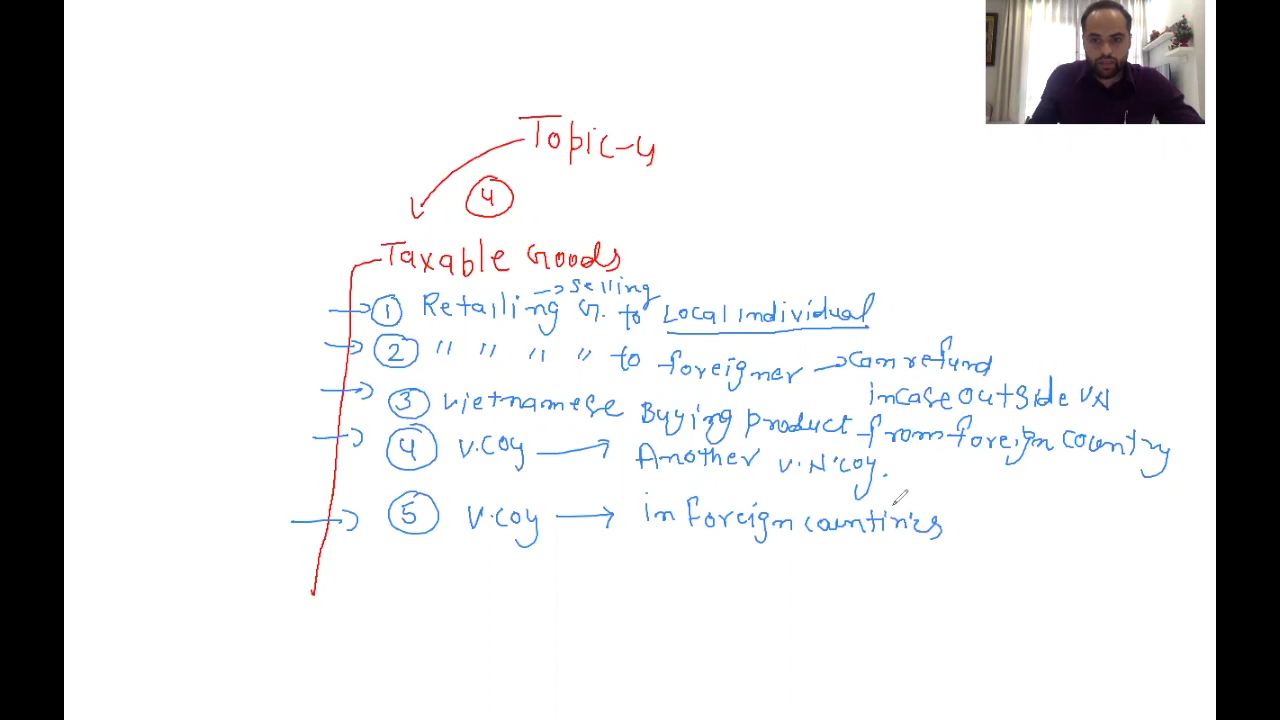 Topic-4
4
Taxable Goods
→ selling
1 Retailing G. to Local individual
2 " " " " to foreigner → can refund
incase outside VN
3 Vietnamese Buying product from foreign country
4 V.coy → Another V.N'coy.
5 V.coy → in foreign countiries